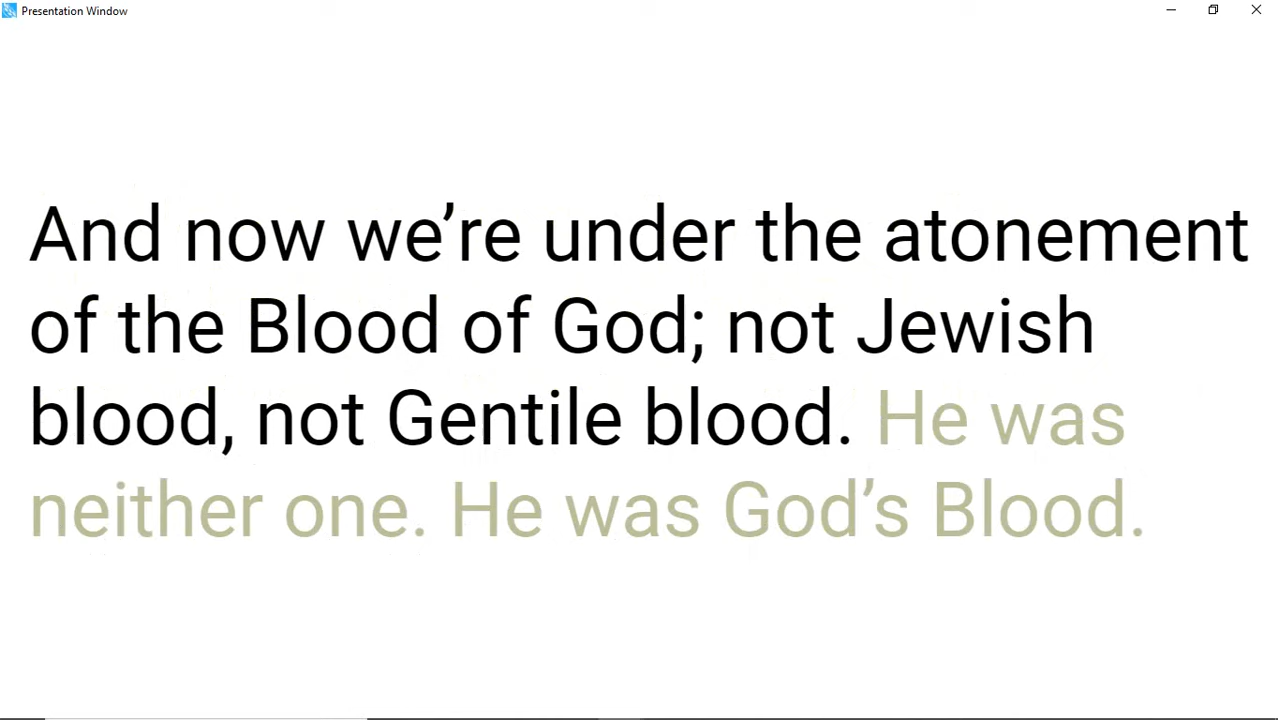 Presentation Window
And now we’re under the atonement
of the Blood of God; not Jewish
blood, not Gentile blood. He was
neither one. He was God’s Blood.